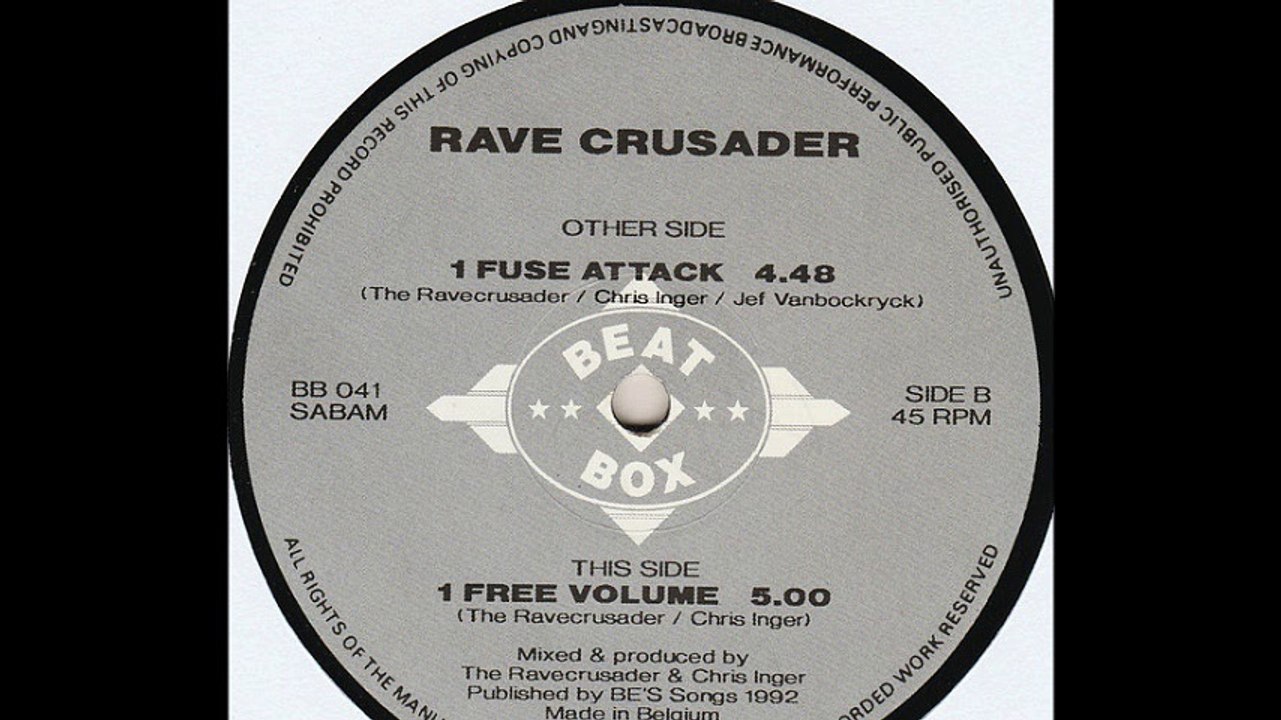 UNAUTHORISED PUBLIC PERFORMANCE BROADCASTING AND COPYING OF THIS RECORD PROHIBITED
RAVE CRUSADER
OTHER SIDE
1 FUSE ATTACK 4.48
(The Ravecrusader / Chris Inger / Jef Vanbockryck)
BEAT
BB 041
SABAM
SIDE B
45 RPM
BOX
THIS SIDE
1 FREE VOLUME 5.00
(The Ravecrusader / Chris Inger)
Mixed & produced by
The Ravecrusader & Chris Inger
Published by BE'S Songs 1992
Made in Belgium
ALL RIGHTS OF THE
WORK RESERVED